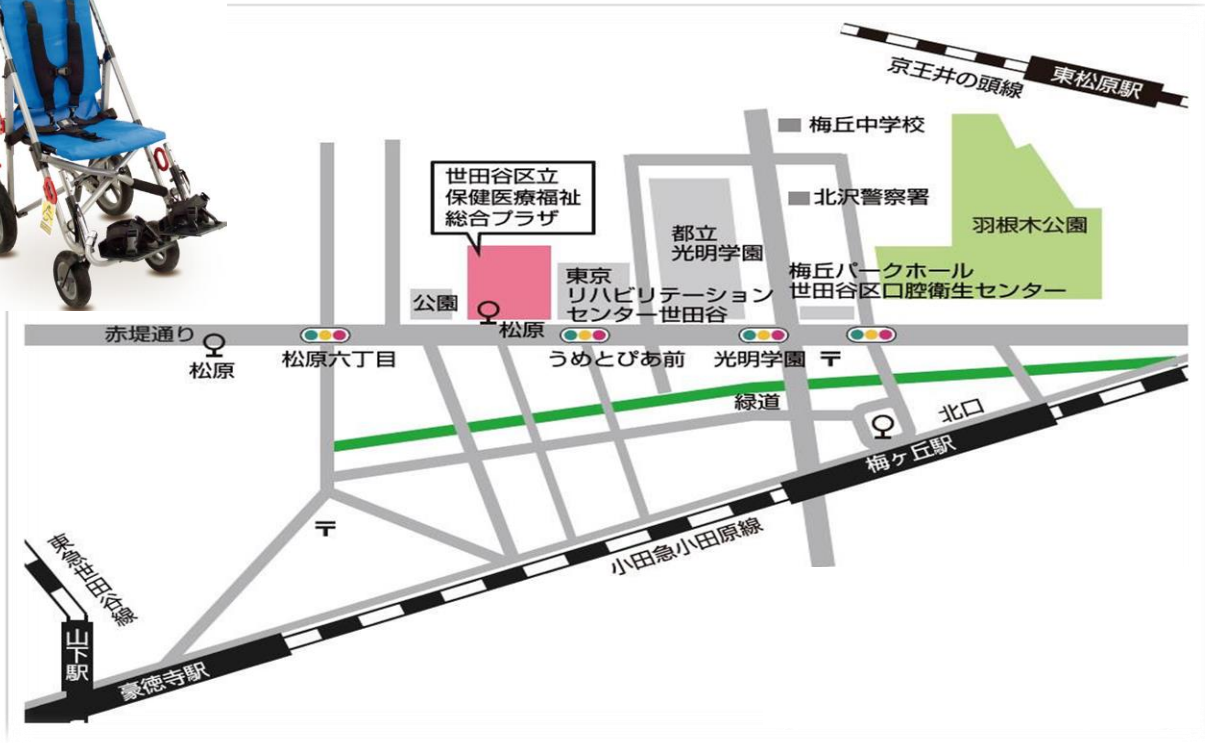 京王井の頭線
東松原駅
梅丘中学校
世田谷区立
保健医療福祉
総合プラザ
北沢警察署
都立
光明学園
羽根木公園
公園
東京
リハビリテーション
センター世田谷
梅丘パークホール
世田谷区口腔衛生センター
赤堤通り
松原
松原
松原六丁目
うめとぴあ前
光明学園
〒
緑道
北口
梅ヶ丘駅
〒
小田急小田原線
東急世田谷線
山下駅
豪徳寺駅